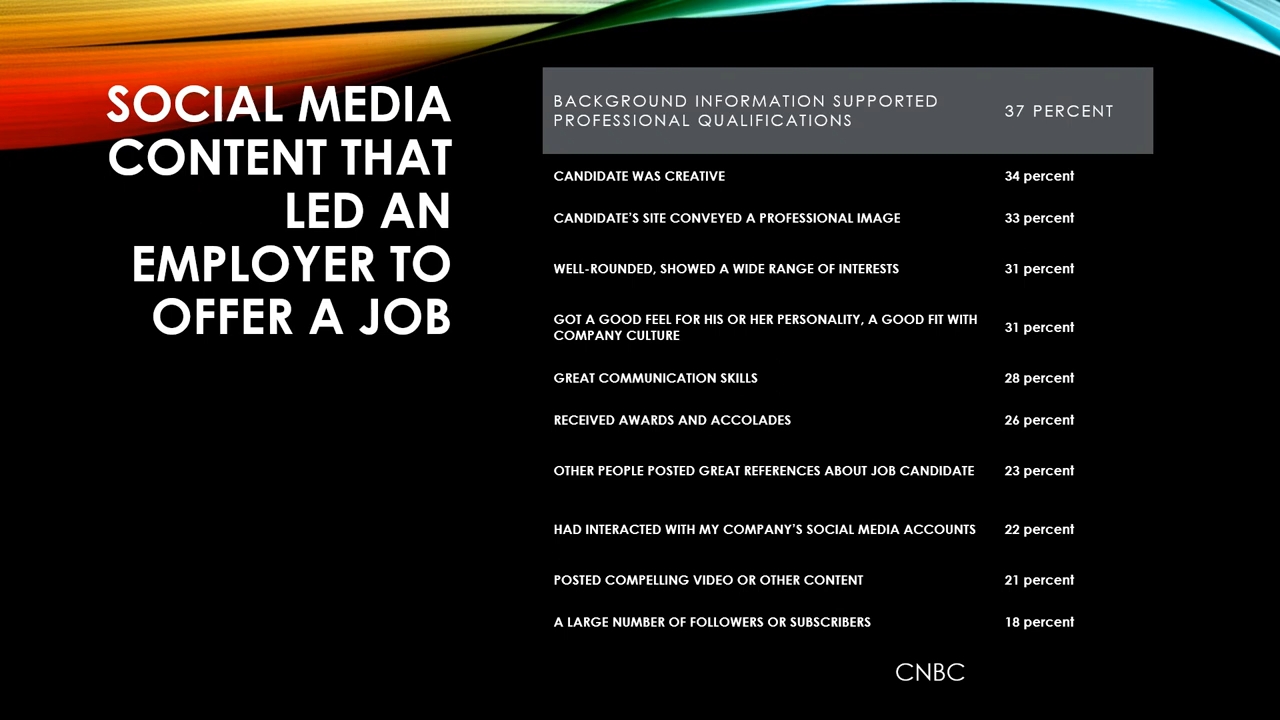 SOCIAL MEDIA
CONTENT THAT
LED AN
EMPLOYER TO
OFFER A JOB
BACKGROUND INFORMATION SUPPORTED
PROFESSIONAL QUALIFICATIONS
37 PERCENT
CANDIDATE WAS CREATIVE
34 percent
CANDIDATE’S SITE CONVEYED A PROFESSIONAL IMAGE
33 percent
WELL-ROUNDED, SHOWED A WIDE RANGE OF INTERESTS
31 percent
GOT A GOOD FEEL FOR HIS OR HER PERSONALITY, A GOOD FIT WITH
COMPANY CULTURE
31 percent
GREAT COMMUNICATION SKILLS
28 percent
RECEIVED AWARDS AND ACCOLADES
26 percent
OTHER PEOPLE POSTED GREAT REFERENCES ABOUT JOB CANDIDATE
23 percent
HAD INTERACTED WITH MY COMPANY’S SOCIAL MEDIA ACCOUNTS
22 percent
POSTED COMPELLING VIDEO OR OTHER CONTENT
21 percent
A LARGE NUMBER OF FOLLOWERS OR SUBSCRIBERS
18 percent
CNBC